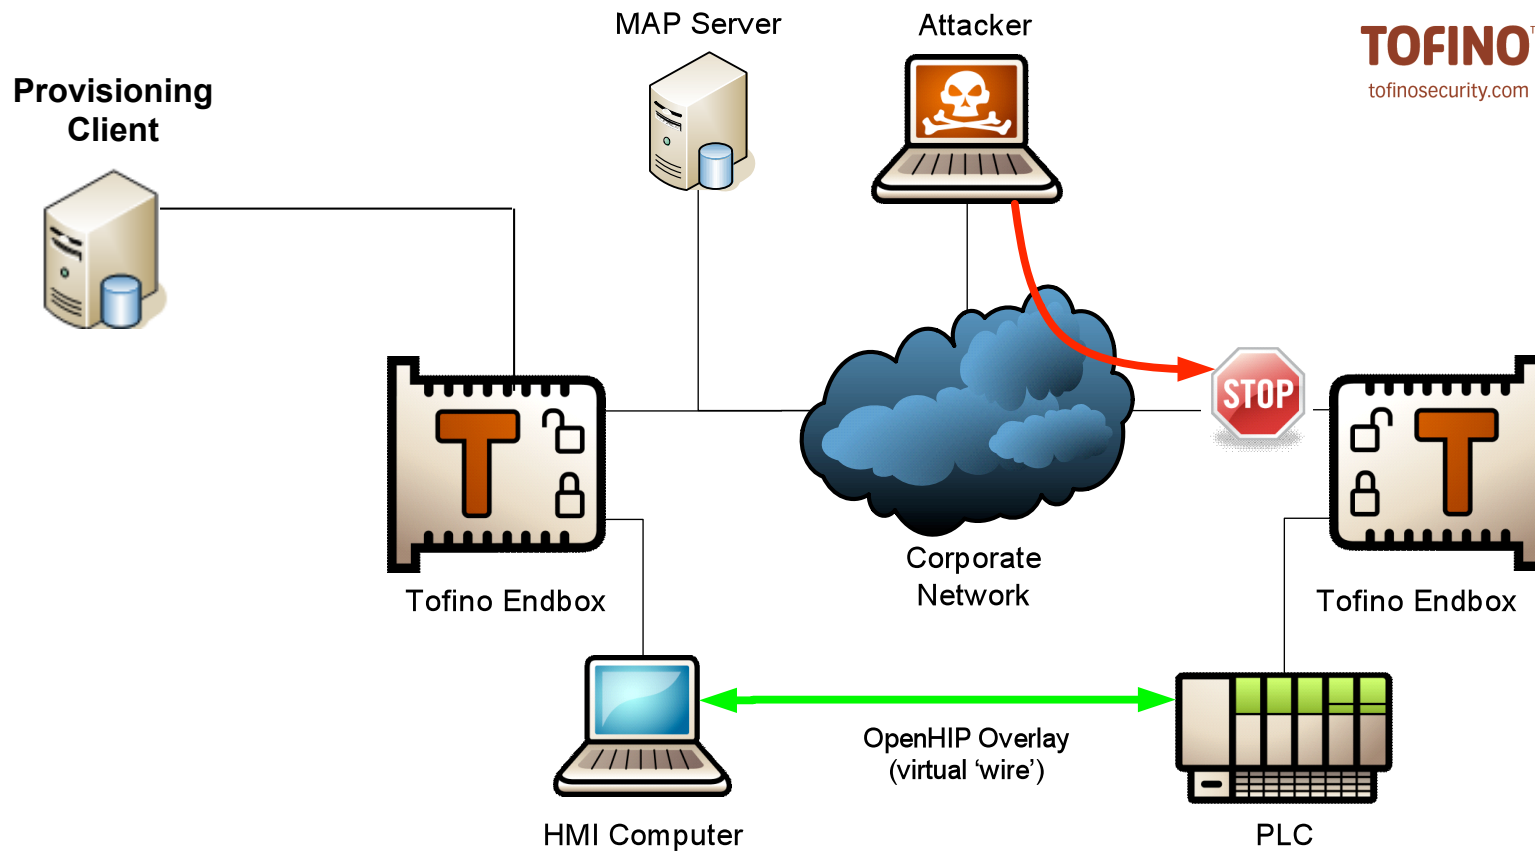 MAP Server
Attacker
TOFINO
tofinosecurity.com
Provisioning
Client
STOP
T
T
Corporate
Network
Tofino Endbox
Tofino Endbox
OpenHIP Overlay
(virtual ‘wire’)
HMI Computer
PLC